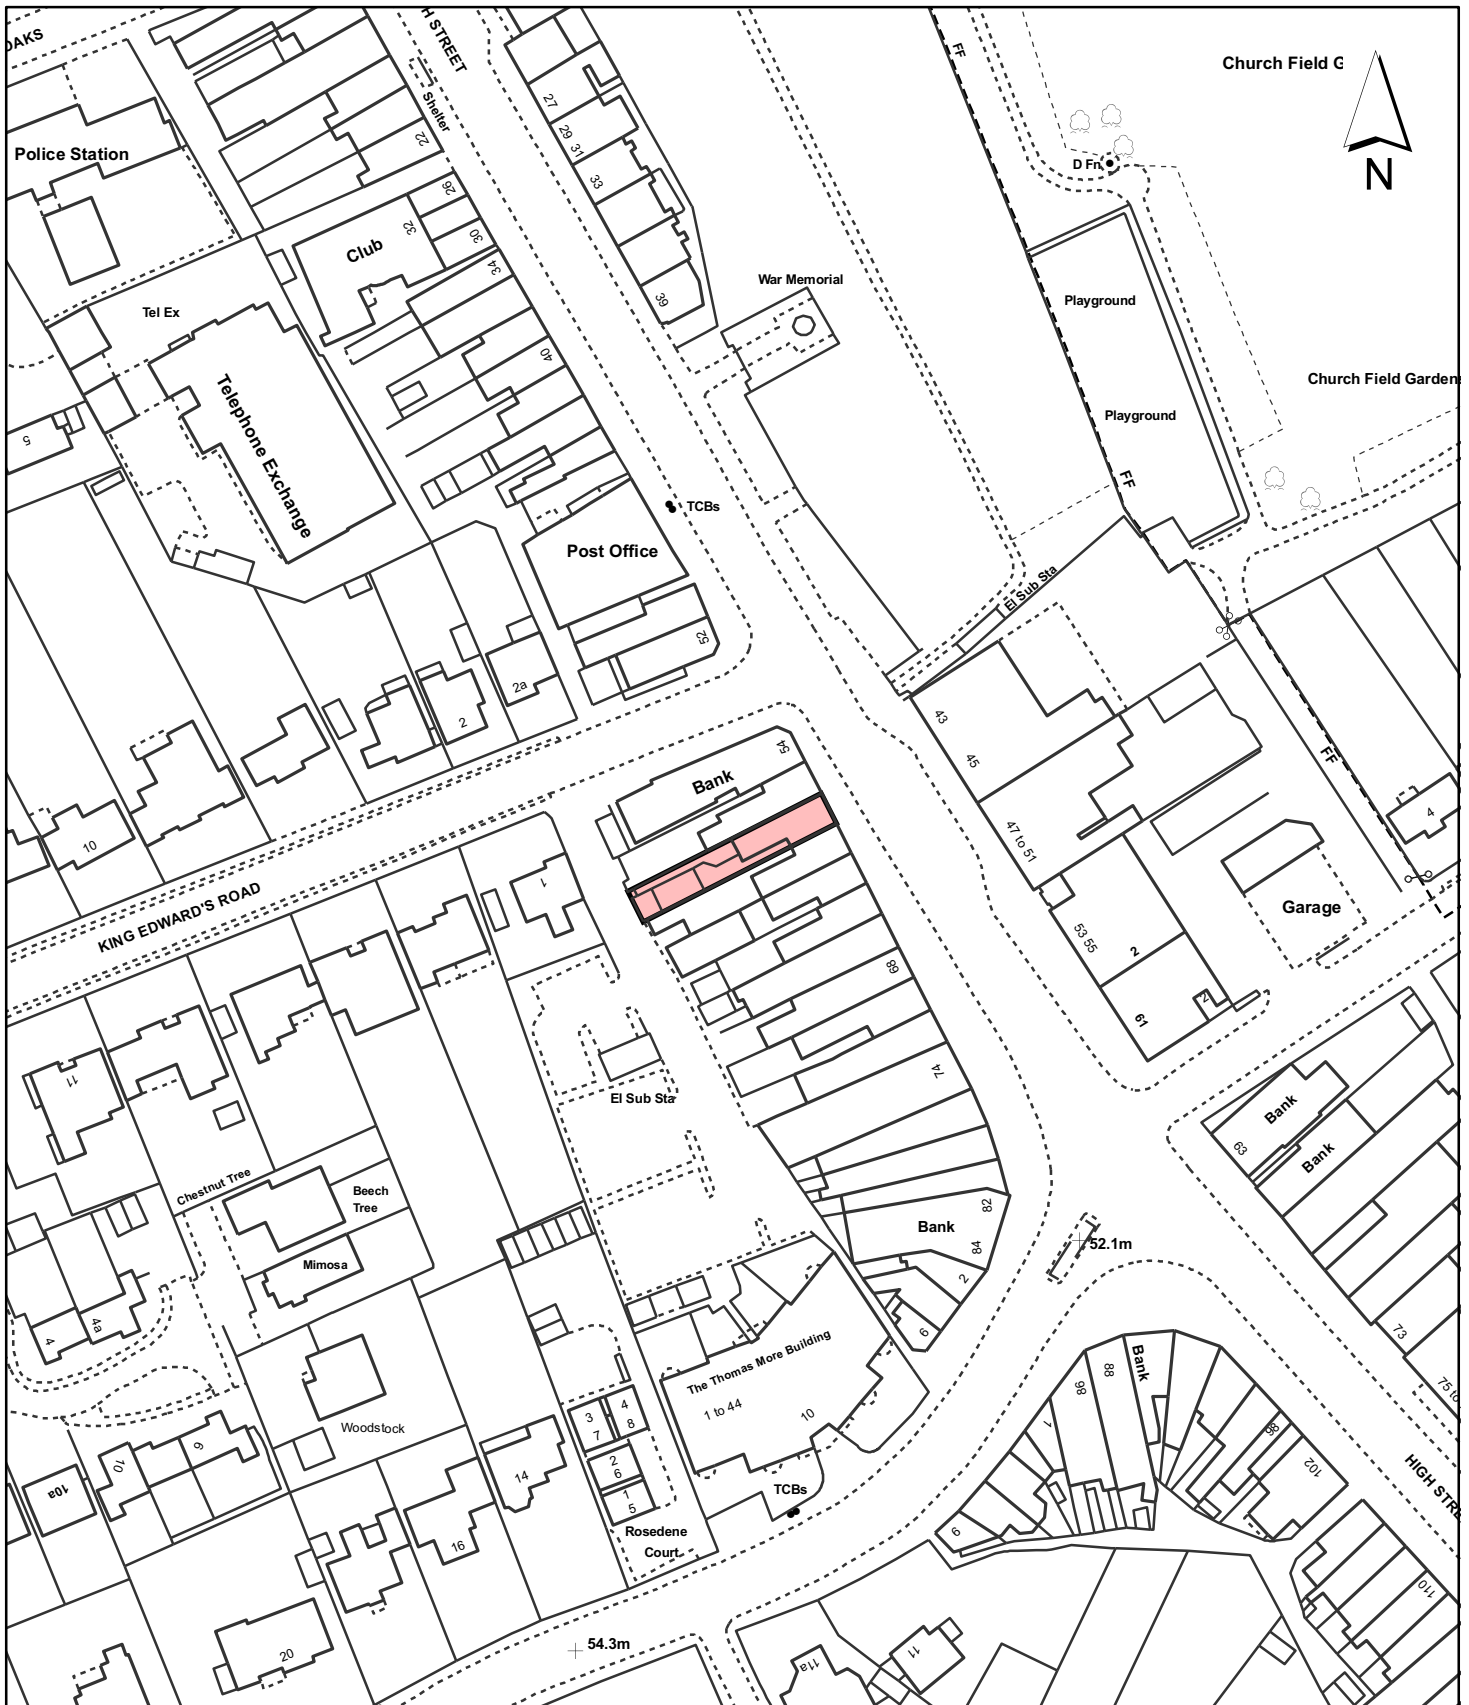 OAKS
H STREET
FF
Church Field G
N
Shelter
27
29
31
33
22
Police Station
D Fn
26
32
30
Club
34
39
War Memorial
Tel Ex
Playground
40
Telephone Exchange
Church Field Garden
Playground
5
FF
TCBs
Post Office
El Sub Sta
52
2a
2
43
45
54
Bank
FF
47 to 51
4
10
1
KING EDWARD'S ROAD
Garage
53 55
2
68
2
61
11
74
El Sub Sta
Bank
63
Bank
Chestnut Tree
Beech
Tree
82
Bank
84
52.1m
Mimosa
2
4
4a
6
The Thomas More Building
1 to 44
10
73
75 to
Bank
88
86
1
3
7
4
8
Woodstock
9
10
10a
14
2
6
1
5
96
102
HIGH STRE
TCBs
Rosedene
Court
16
9
110
20
54.3m
11a
11